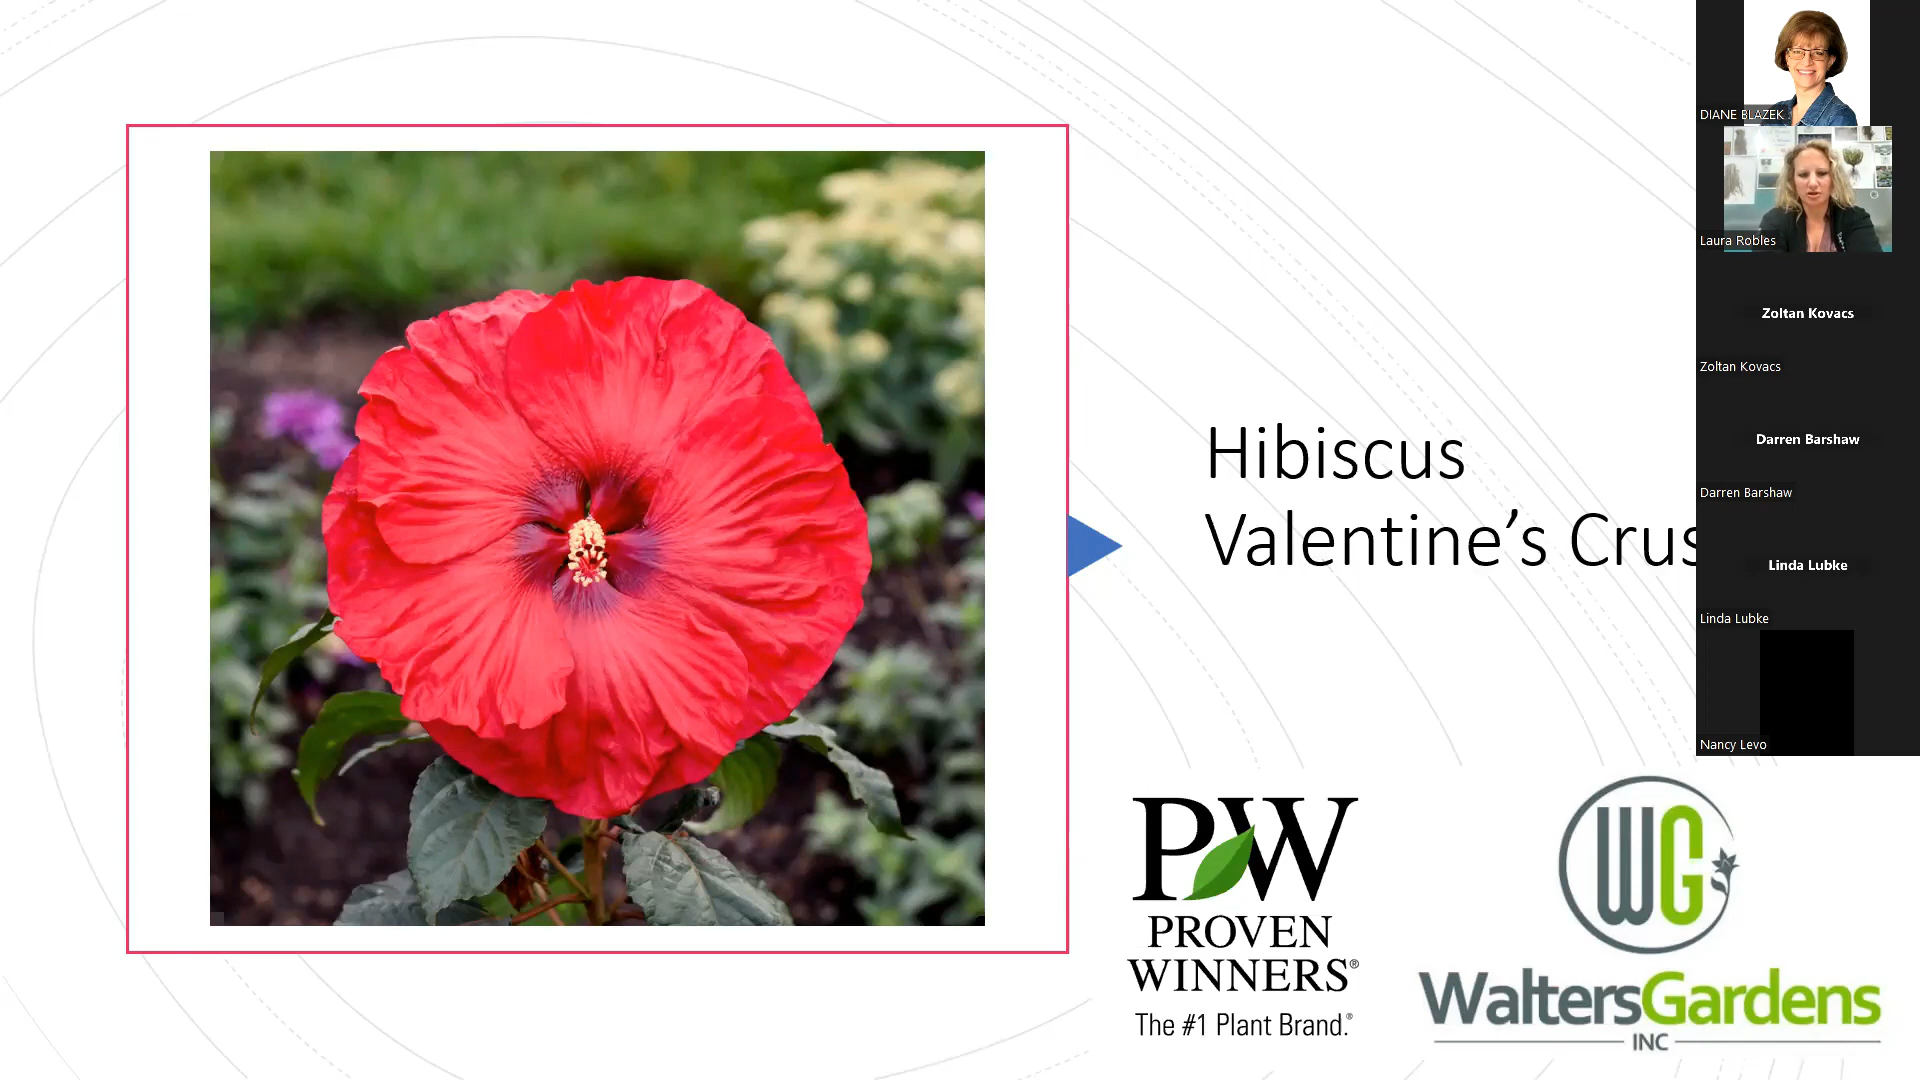 DIANE BLAZEK
Laura Robles
Zoltan Kovacs
Zoltan Kovacs
Darren Barshaw
Darren Barshaw
Linda Lubke
Linda Lubke
Nancy Levo
Hibiscus
Valentine’s Crus
PW
PROVEN
WINNERS®
The #1 Plant Brand.®
WG
WaltersGardens
INC